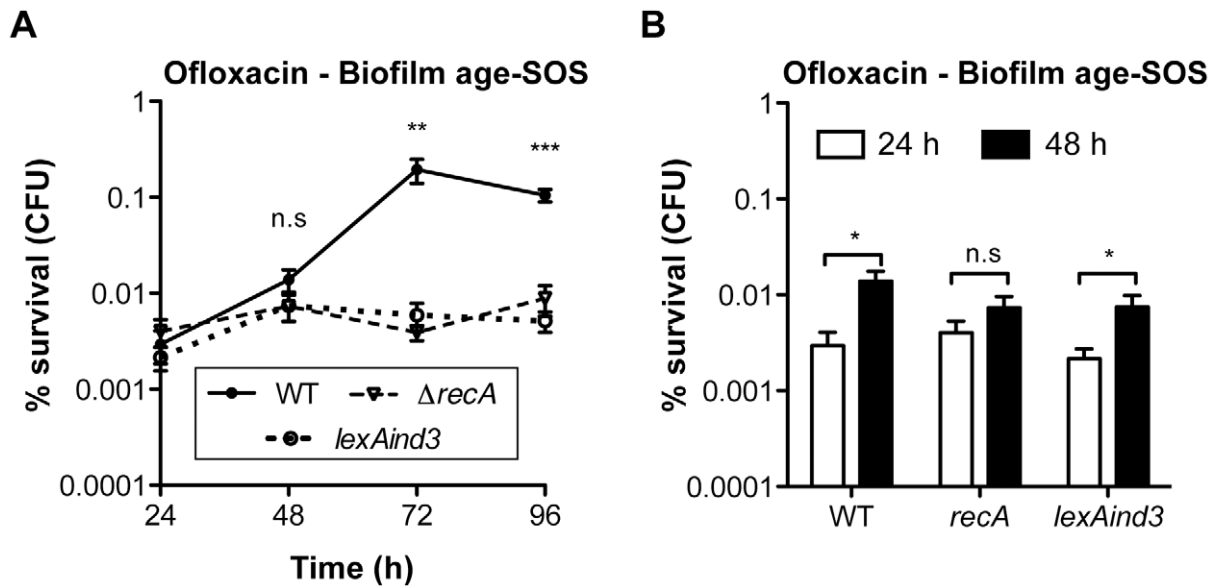 A
Ofloxacin - Biofilm age-SOS
% survival (CFU)
1
0.1
0.01
0.001
0.0001
n.s
**
***
WT
ΔrecA
lexAind3
24
48
72
96
Time (h)
B
Ofloxacin - Biofilm age-SOS
% survival (CFU)
1
0.1
0.01
0.001
0.0001
24 h
48 h
*
n.s
*
WT
recA
lexAind3